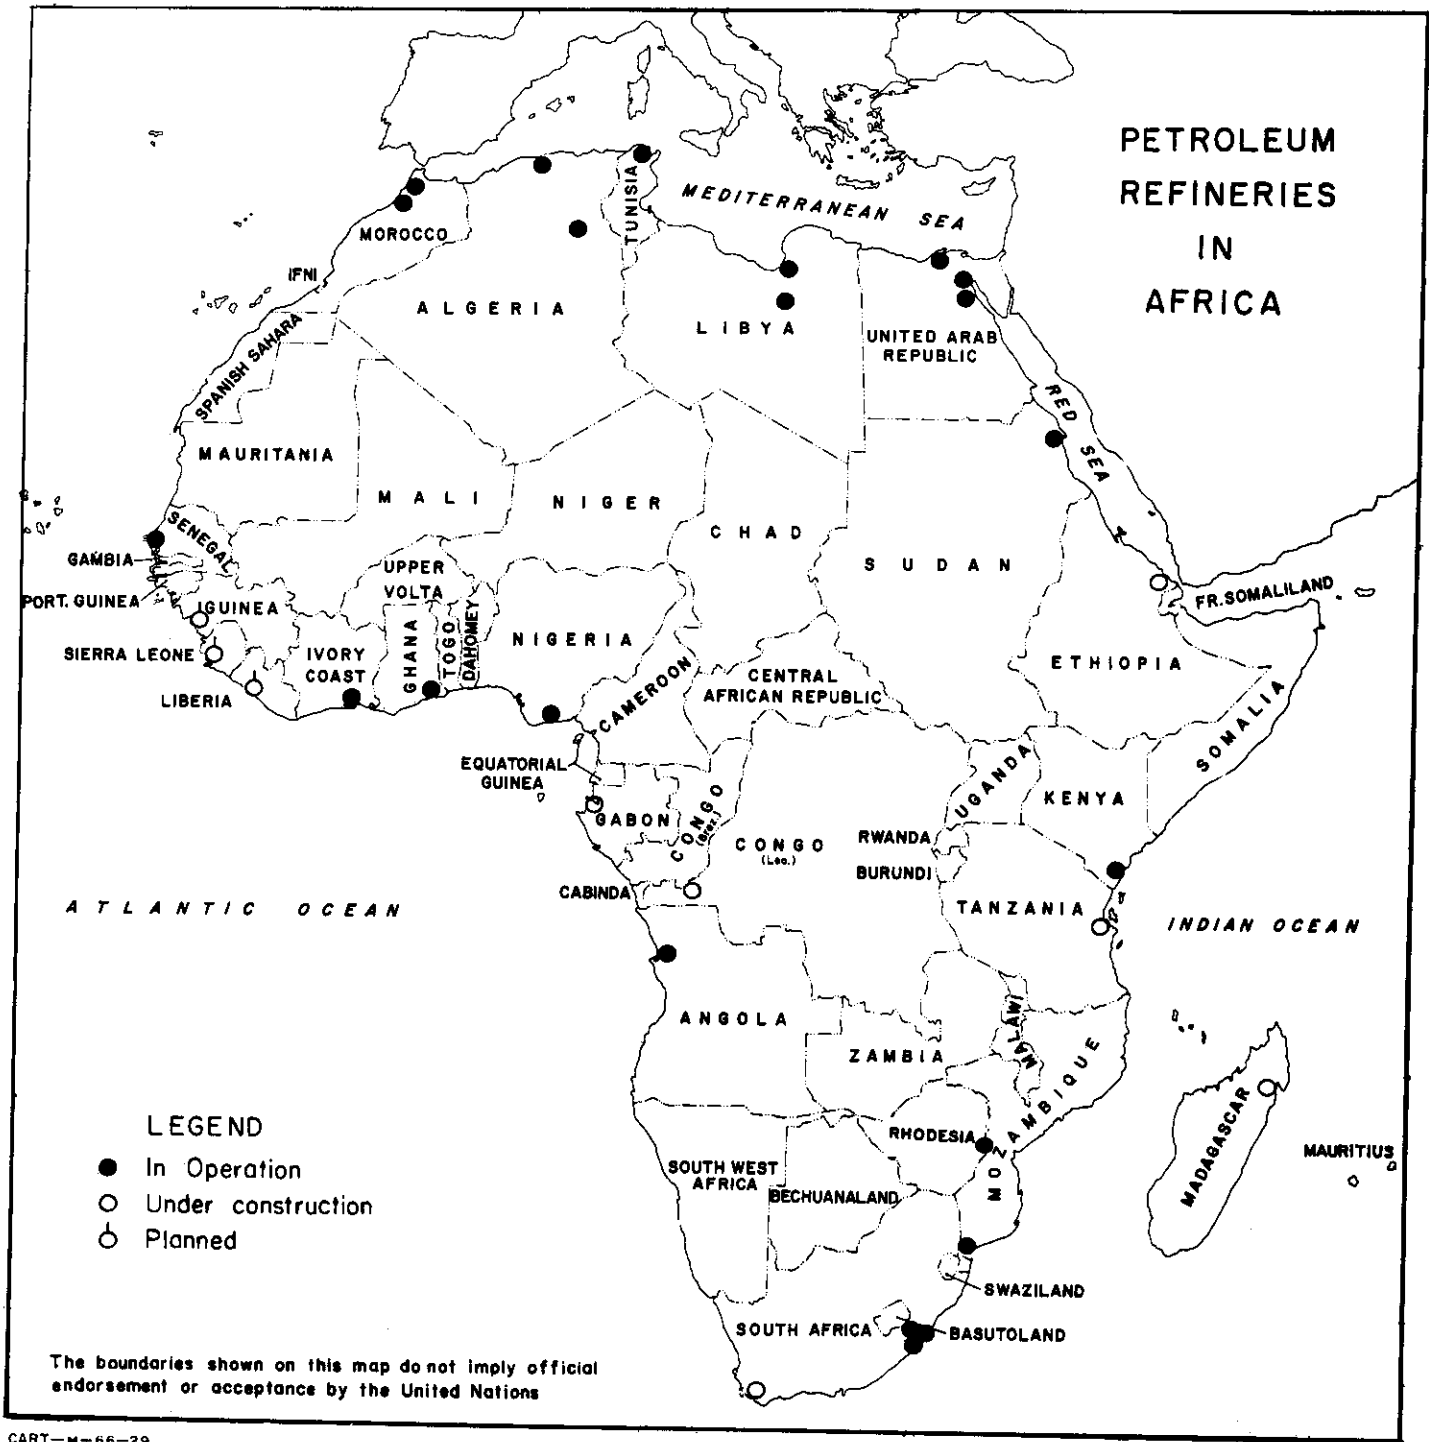 PETROLEUM
REFINERIES
IN
AFRICA
MEDITERRANEAN SEA
TUNISIA
MOROCCO
IFNI
ALGERIA
LIBYA
UNITED ARAB
REPUBLIC
SPANISH SAHARA
RED SEA
MAURITANIA
MALI
NIGER
CHAD
SUDAN
SENEGAL
GAMBIA
UPPER
VOLTA
PORT. GUINEA
GUINEA
FR. SOMALILAND
NIGERIA
SIERRA LEONE
IVORY
COAST
GHANA
TOGO
DAHOMEY
ETHIOPIA
LIBERIA
CAMEROON
CENTRAL
AFRICAN REPUBLIC
SOMALIA
EQUATORIAL
GUINEA
UGANDA
KENYA
GABON
CONGO
(Braz.)
CONGO
(Leo.)
RWANDA
BURUNDI
CABINDA
TANZANIA
ATLANTIC OCEAN
INDIAN OCEAN
ANGOLA
MALAWI
ZAMBIA
MOZAMBIQUE
RHODESIA
MADAGASCAR
MAURITIUS
SOUTH WEST
AFRICA
BECHUANALAND
SWAZILAND
SOUTH AFRICA
BASUTOLAND
LEGEND
In Operation
Under construction
Planned
The boundaries shown on this map do not imply official
endorsement or acceptance by the United Nations
CART-M-66-29